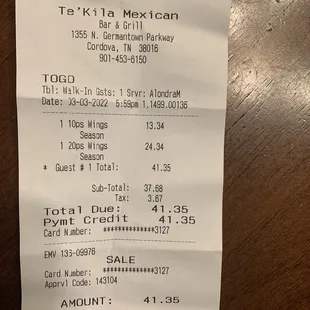 Te'Kila Mexican
Bar & Grill
1355 N. Germantown Parkway
Cordova, TN 38016
901-453-6150
TOGO
Tbl: Walk-In Gsts: 1 Srvr: AlondraM
Date: 03-03-2022 5:59pm 1.1499.00136
1 10ps Wings 13.34
Season
1 20ps Wings 24.34
Season
* Guest # 1 Total: 41.35
Sub-Total: 37.68
Tax: 3.67
Total Due: 41.35
Pymt Credit 41.35
Card Number: ************3127
EMV 136-09976
SALE
Card Number: ************3127
Apprvl Code: 143104
AMOUNT: 41.35